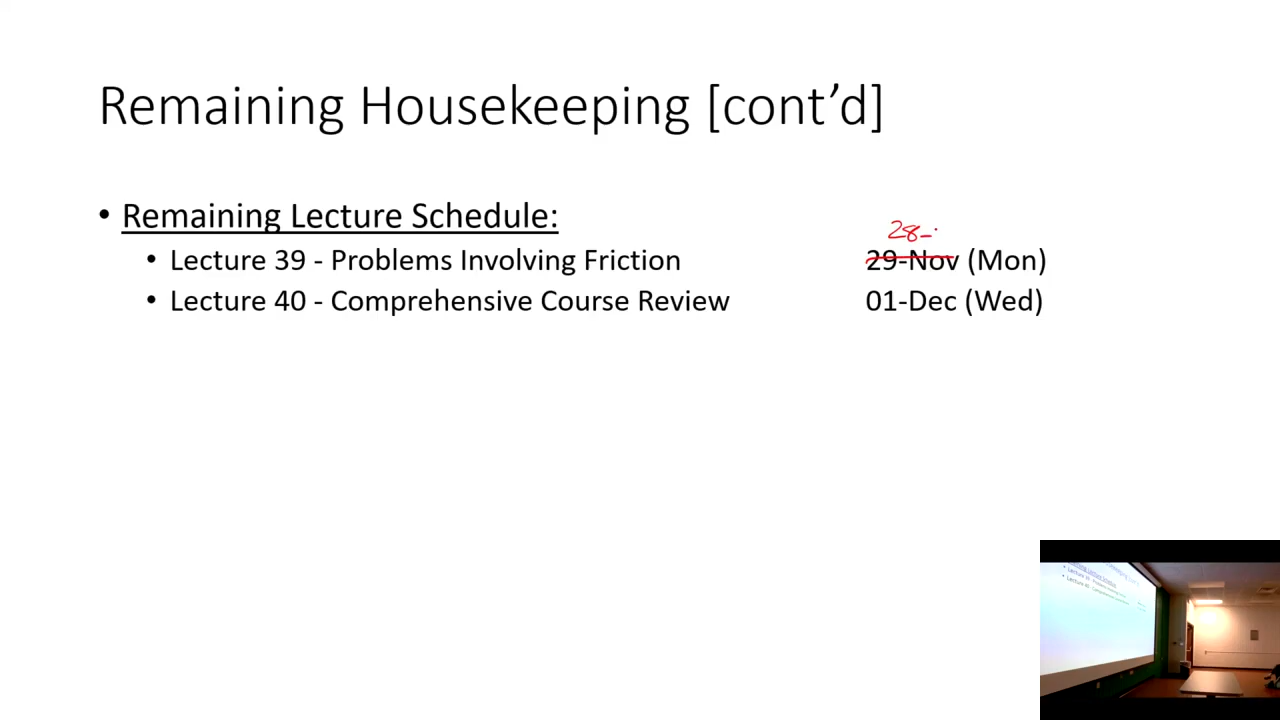 Remaining Housekeeping [cont’d]
• Remaining Lecture Schedule:
28-
• Lecture 39 - Problems Involving Friction 29-Nov (Mon)
• Lecture 40 - Comprehensive Course Review 01-Dec (Wed)